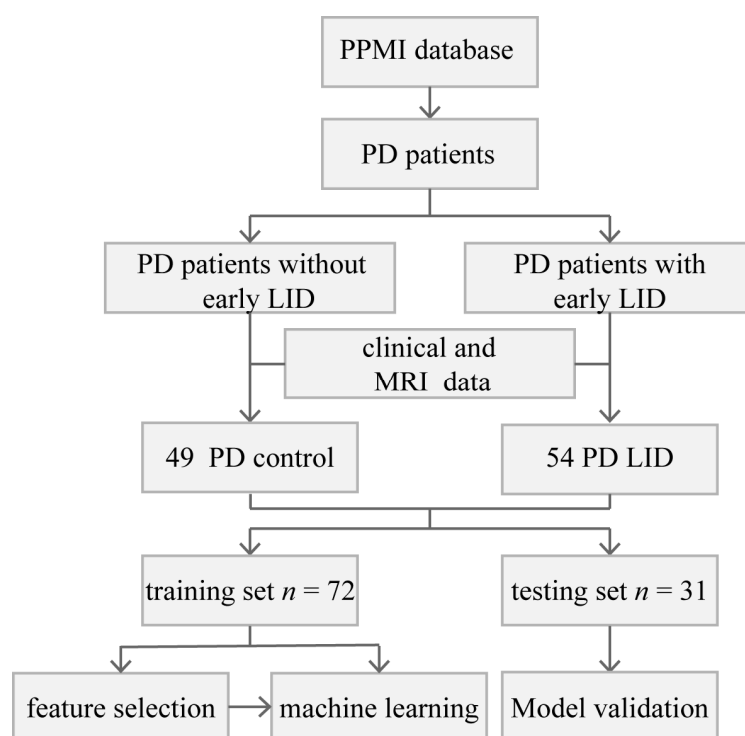 PPMI database
PD patients
PD patients without
early LID
PD patients with
early LID
clinical and
MRI data
49 PD control
54 PD LID
training set n = 72
testing set n = 31
feature selection
machine learning
Model validation